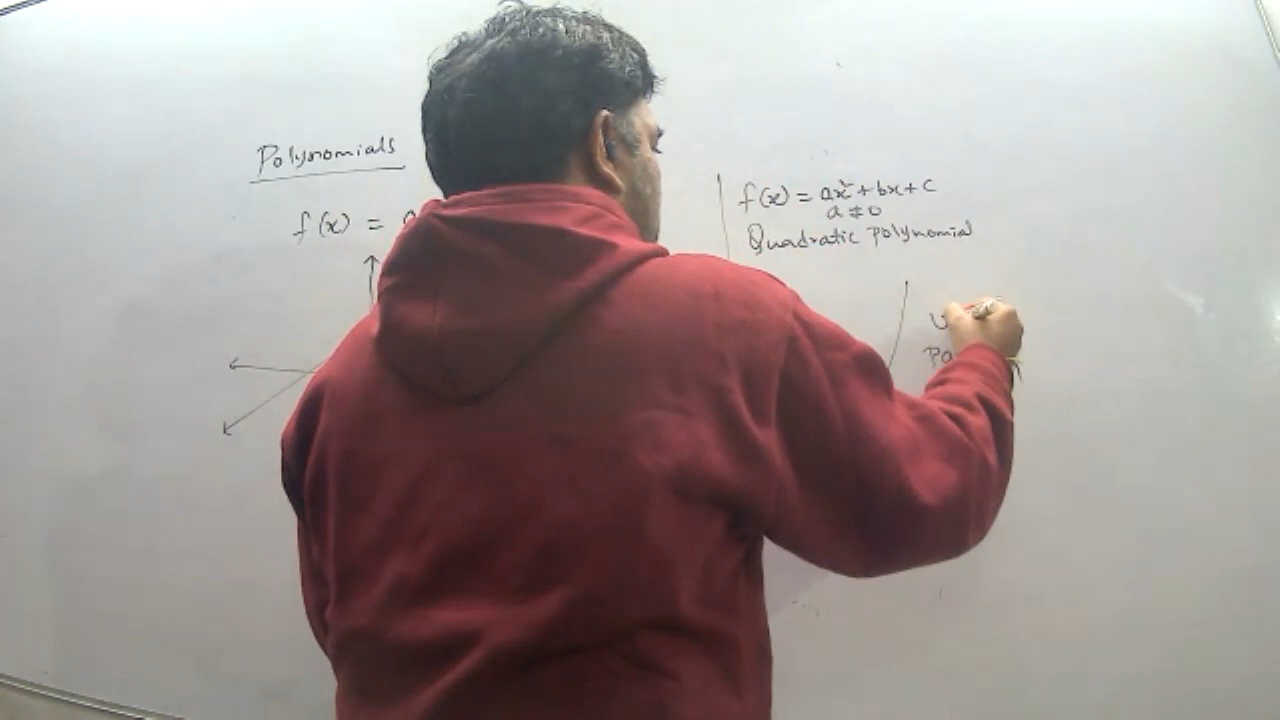 Polynomials
f(x) =
f(x) = ax² + bx + c
a ≠ 0
Quadratic Polynomial